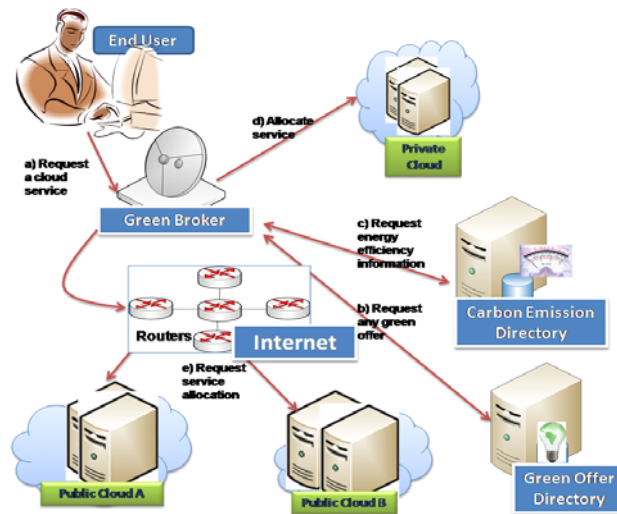 End User
d) Allocate
service
Private
Cloud
a) Request
a cloud
service
Green Broker
c) Request
energy
efficiency
information
Carbon Emission
Directory
b) Request
any green
offer
Routers
Internet
e) Request
service
allocation
Public Cloud A
Public Cloud B
Green Offer
Directory